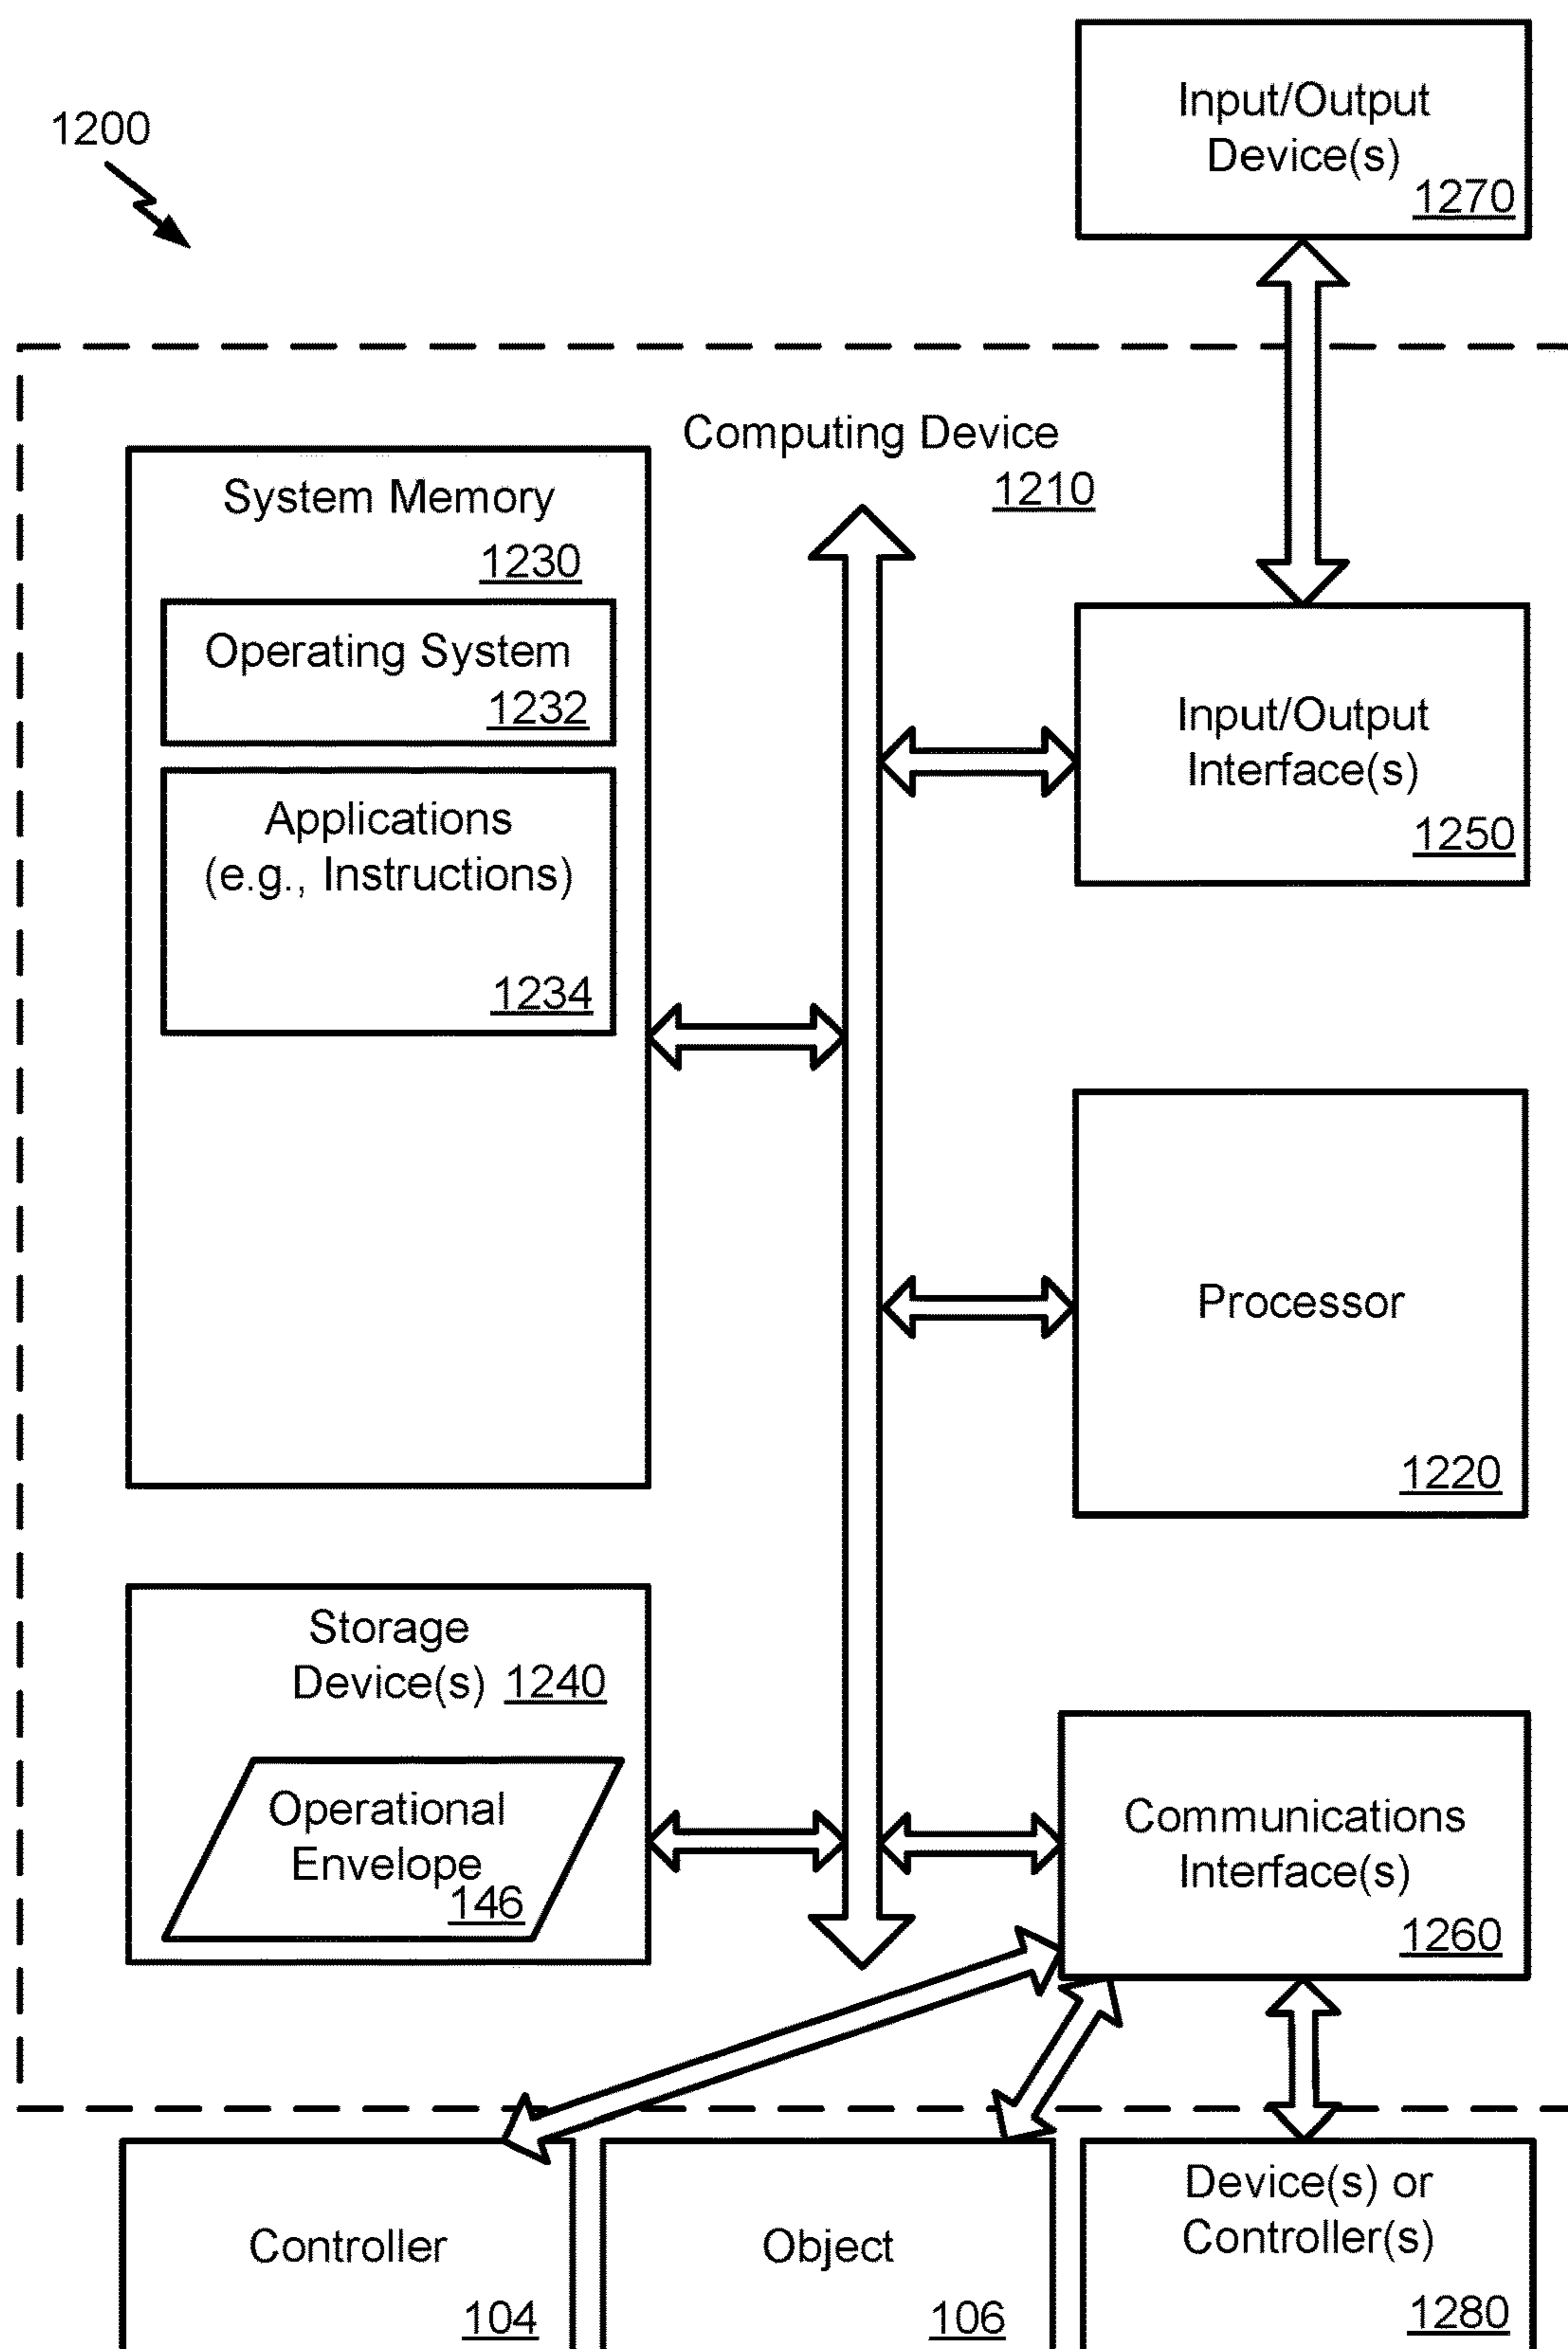 1200
Input/Output
Device(s)
1270
Computing Device
1210
System Memory
1230
Operating System
1232
Applications
(e.g., Instructions)
1234
Input/Output
Interface(s)
1250
Processor
1220
Storage
Device(s) 1240
Operational
Envelope
146
Communications
Interface(s)
1260
Controller
104
Object
106
Device(s) or
Controller(s)
1280